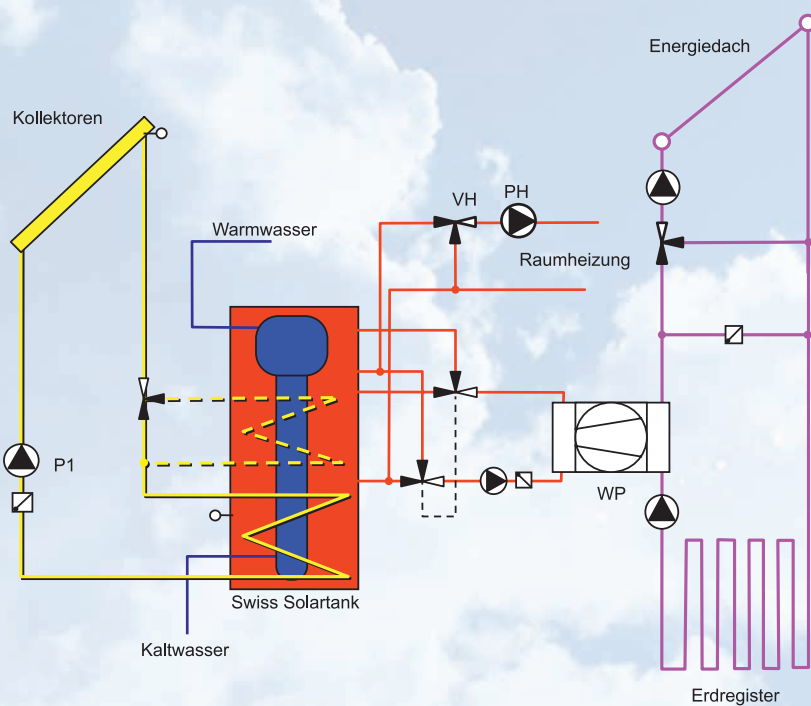 Energiedach
Kollektoren
VH
PH
Warmwasser
Raumheizung
P1
WP
Swiss Solartank
Kaltwasser
Erdregister